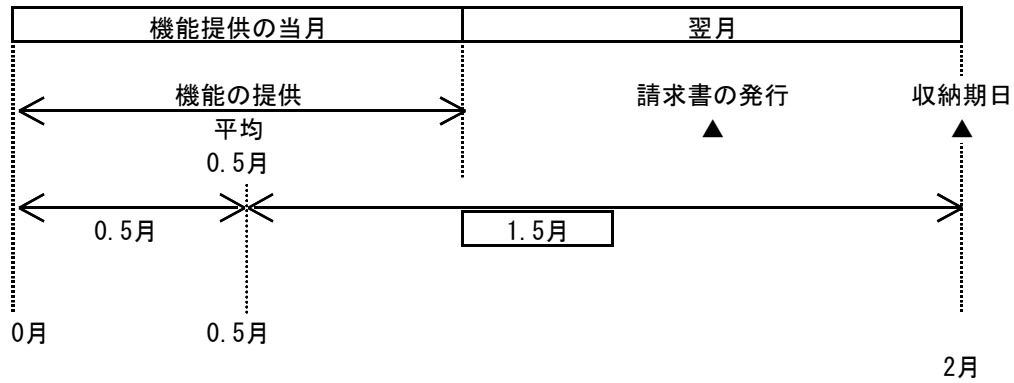 機能提供の当月 翌月
機能の提供 請求書の発行 収納期日
平均 ▲ ▲
0.5月
0.5月 1.5月
0月 0.5月
2月